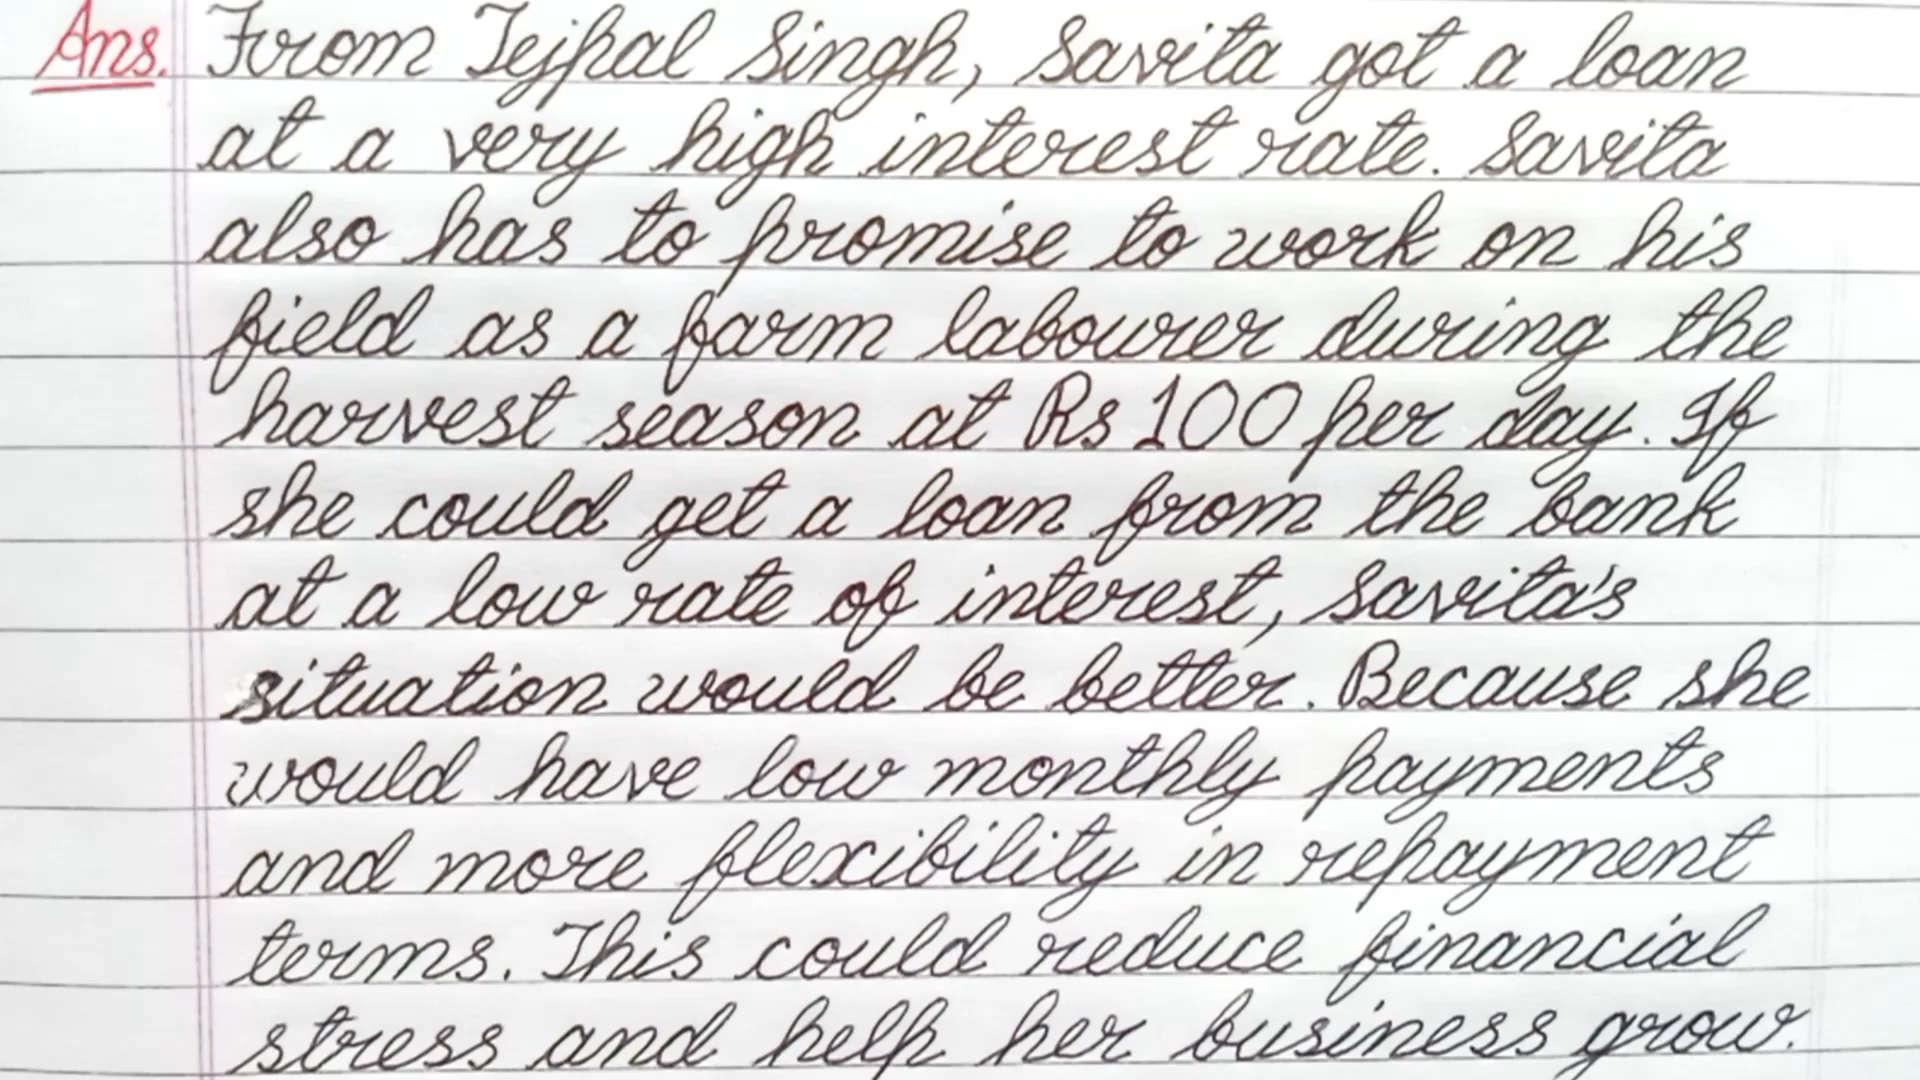 Ans. From Tejpal Singh, Savita got a loan
at a very high interest rate. Savita
also has to promise to work on his
field as a farm labourer during the
harvest season at Rs 100 per day. If
she could get a loan from the bank
at a low rate of interest, Savita's
situation would be better. Because she
would have low monthly payments
and more flexibility in repayment
terms. This could reduce financial
stress and help her business grow.